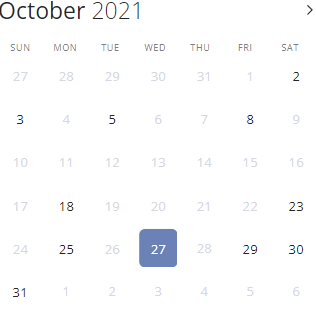 October 2021
SUN MON TUE WED THU FRI SAT
27 28 29 30 31 1 2
3 4 5 6 7 8 9
10 11 12 13 14 15 16
17 18 19 20 21 22 23
24 25 26 27 28 29 30
31 1 2 3 4 5 6